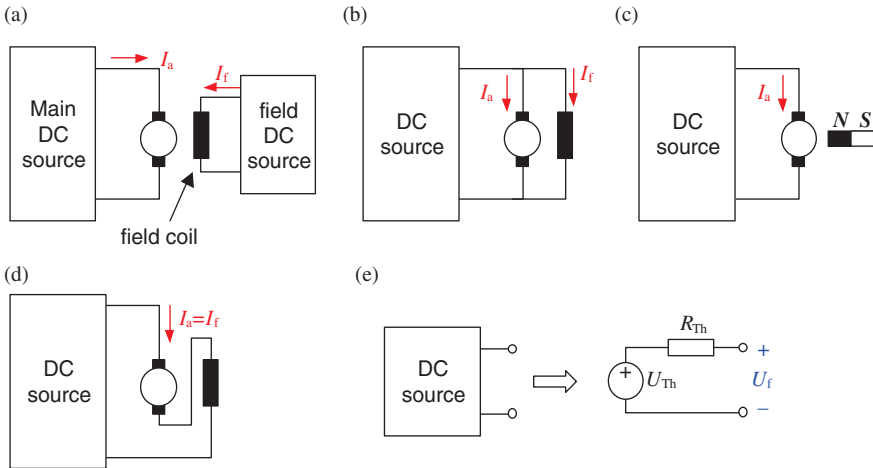 (a)
Main
DC
source
Ia
If
field
DC
source
field coil
(b)
DC
source
Ia
If
(c)
DC
source
Ia
N S
(d)
DC
source
Ia=If
(e)
DC
source
RTh
+
UTh
+
Uf
−